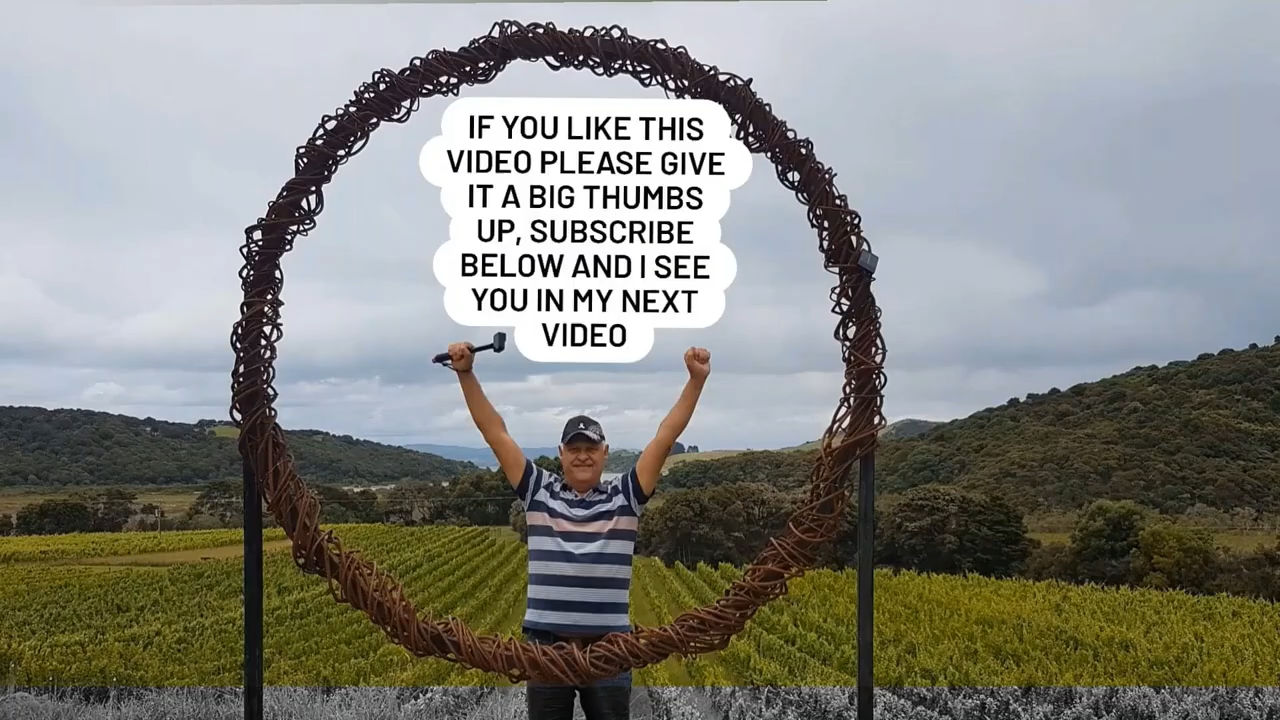 IF YOU LIKE THIS
VIDEO PLEASE GIVE
IT A BIG THUMBS
UP, SUBSCRIBE
BELOW AND I SEE
YOU IN MY NEXT
VIDEO